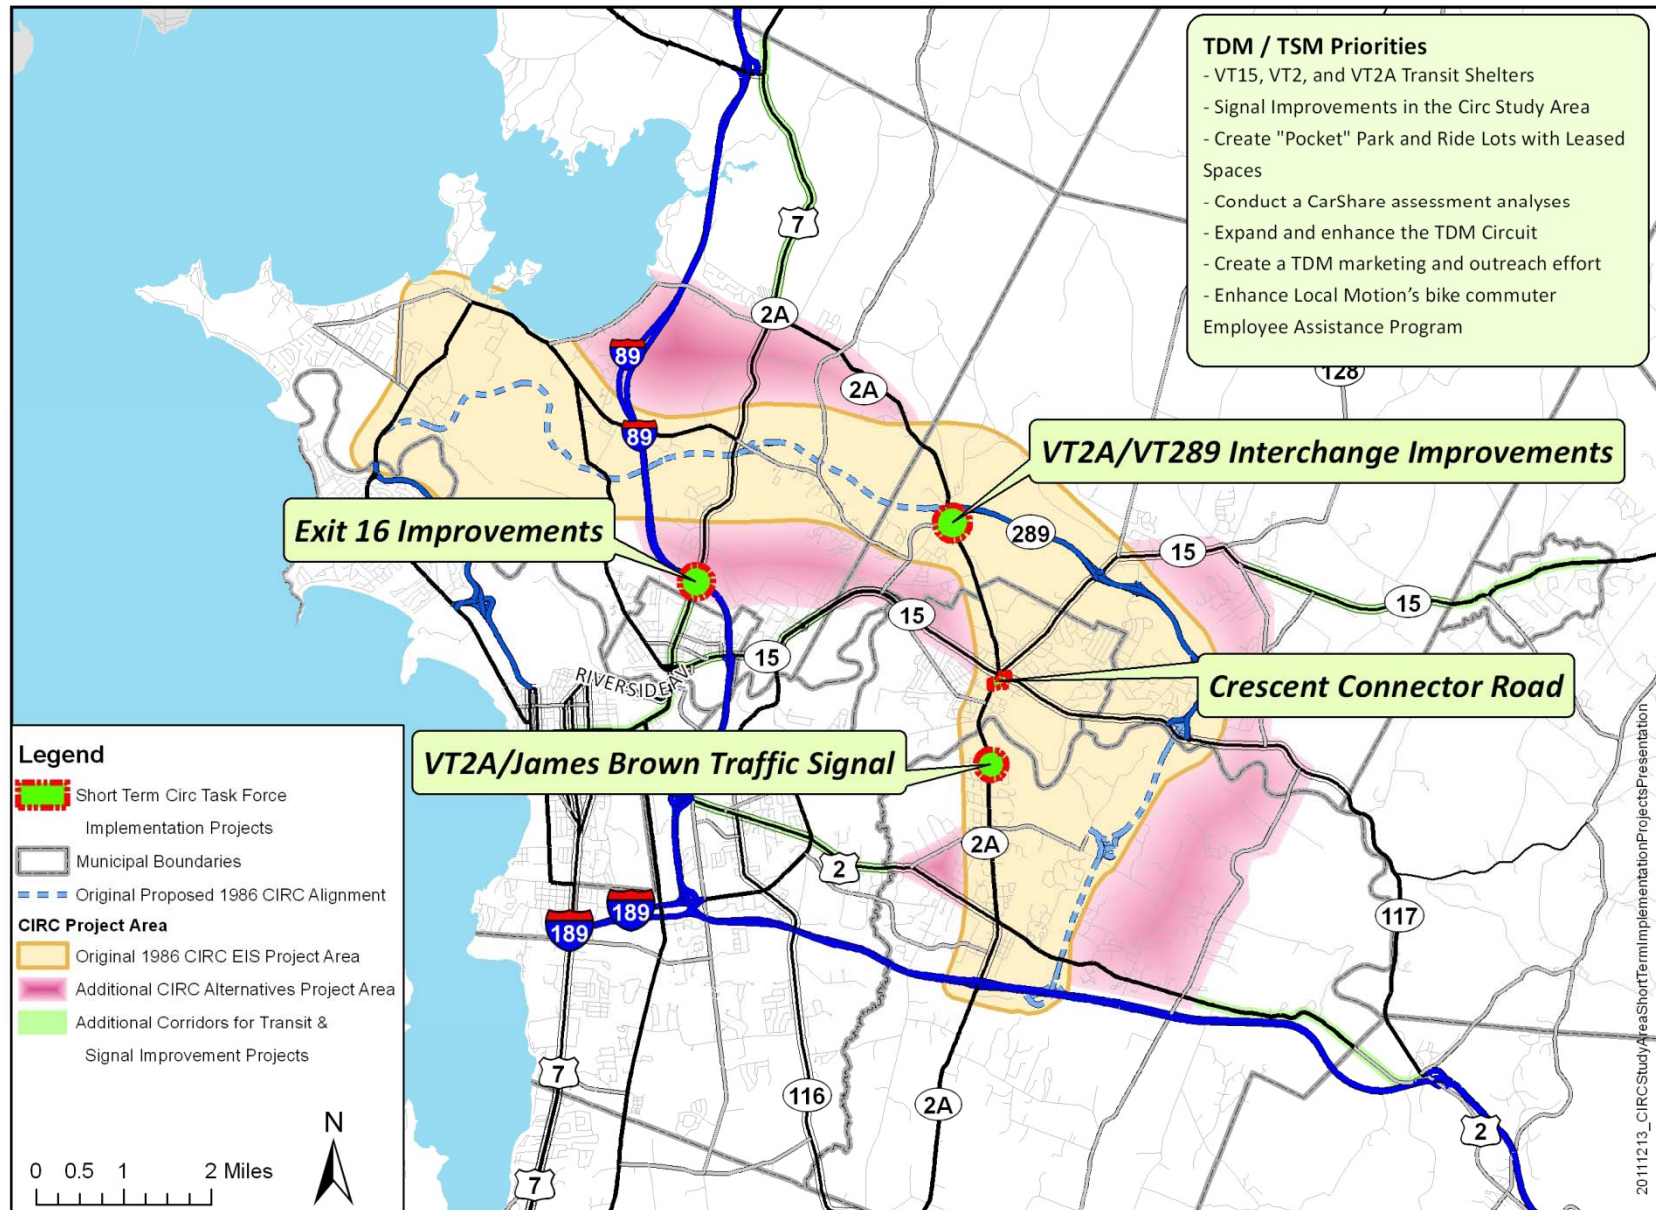 TDM / TSM Priorities
- VT15, VT2, and VT2A Transit Shelters
- Signal Improvements in the Circ Study Area
- Create "Pocket" Park and Ride Lots with Leased
Spaces
- Conduct a CarShare assessment analyses
- Expand and enhance the TDM Circuit
- Create a TDM marketing and outreach effort
- Enhance Local Motion's bike commuter
Employee Assistance Program
7
2A
89
2A
128
89
VT2A/VT289 Interchange Improvements
Exit 16 Improvements
289
15
15
15
15
RIVERSIDE AV
Crescent Connector Road
VT2A/James Brown Traffic Signal
2A
2
189
189
117
7
116
2A
2
7
Legend
Short Term Circ Task Force
Implementation Projects
Municipal Boundaries
Original Proposed 1986 CIRC Alignment
CIRC Project Area
Original 1986 CIRC EIS Project Area
Additional CIRC Alternatives Project Area
Additional Corridors for Transit &
Signal Improvement Projects
N
0 0.5 1 2 Miles
20111213_CIRCStudyAreaShortTermImplementationProjectsPresentation